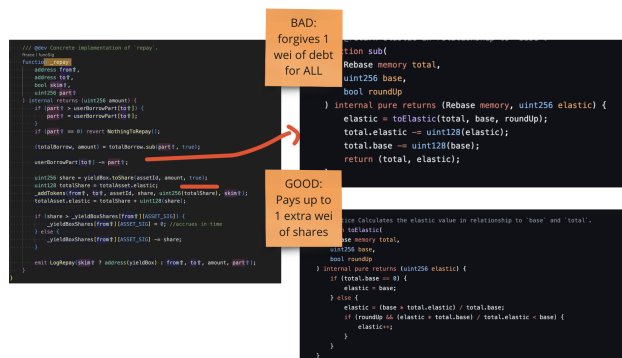 BAD:
forgives 1
wei of debt
for ALL
GOOD:
Pays up to
1 extra wei
of shares
/// @dev Concrete implementation of `repay`.
function _repay(
address from⇧,
address to⇧,
bool skim⇧,
uint256 part⇧
) internal returns (uint256 amount) {
if (part⇧ > userBorrowPart[to⇧]) {
part⇧ = userBorrowPart[to⇧];
}
if (part⇧ == 0) revert NothingToRepay();
(totalBorrow, amount) = totalBorrow.sub(part⇧, true);
userBorrowPart[to⇧] -= part⇧;
uint256 share = yieldBox.toShare(assetId, amount, true);
uint128 totalShare = totalAsset.elastic;
_addTokens(from⇧, to⇧, assetId, share, uint256(totalShare), skim⇧);
totalAsset.elastic = totalShare + uint128(share);
if (share > _yieldBoxShares[from⇧][ASSET_SIG]) {
_yieldBoxShares[from⇧][ASSET_SIG] = 0; //accrues in time
} else {
_yieldBoxShares[from⇧][ASSET_SIG] -= share;
}
emit LogRepay(skim⇧ ? address(yieldBox) : from⇧, to⇧, amount, part⇧);
}
}
ction sub(
Rebase memory total,
uint256 base,
bool roundUp
) internal pure returns (Rebase memory, uint256 elastic) {
elastic = toElastic(total, base, roundUp);
total.elastic -= uint128(elastic);
total.base -= uint128(base);
return (total, elastic);
tice Calculates the elastic value in relationship to `base` and `total`.
n toElastic(
Rebase memory total,
uint256 base,
bool roundUp
) internal pure returns (uint256 elastic) {
if (total.base == 0) {
elastic = base;
} else {
elastic = (base * total.elastic) / total.base;
if (roundUp && (elastic * total.base) / total.elastic < base) {
elastic++;
}
}
}